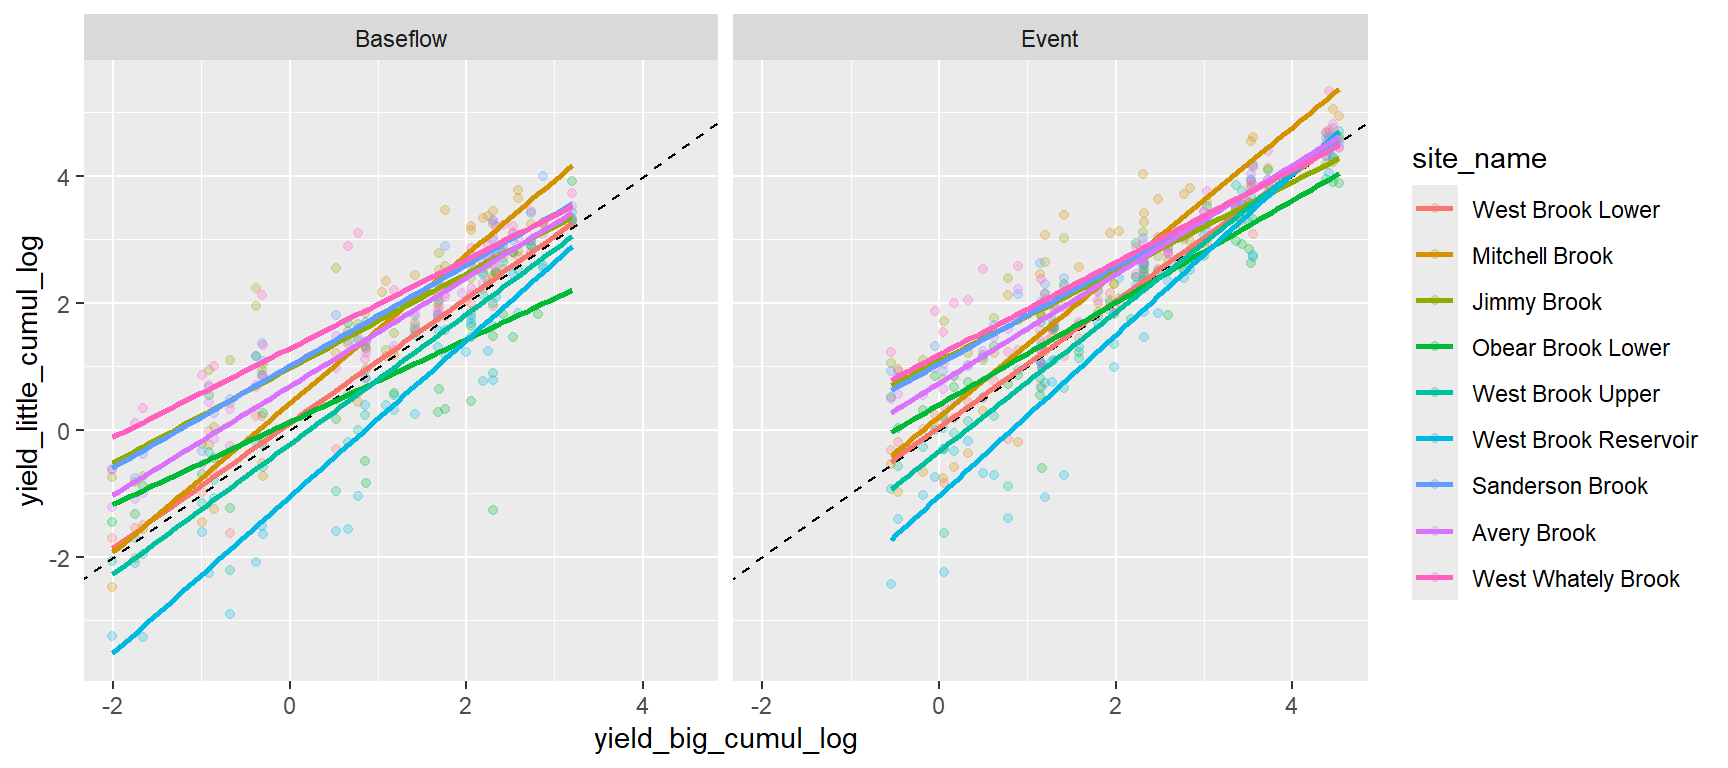 Baseflow
Event
yield_little_cumul_log
4
2
0
-2
-2
0
2
4
-2
0
2
4
yield_big_cumul_log
site_name
West Brook Lower
Mitchell Brook
Jimmy Brook
Obear Brook Lower
West Brook Upper
West Brook Reservoir
Sanderson Brook
Avery Brook
West Whately Brook